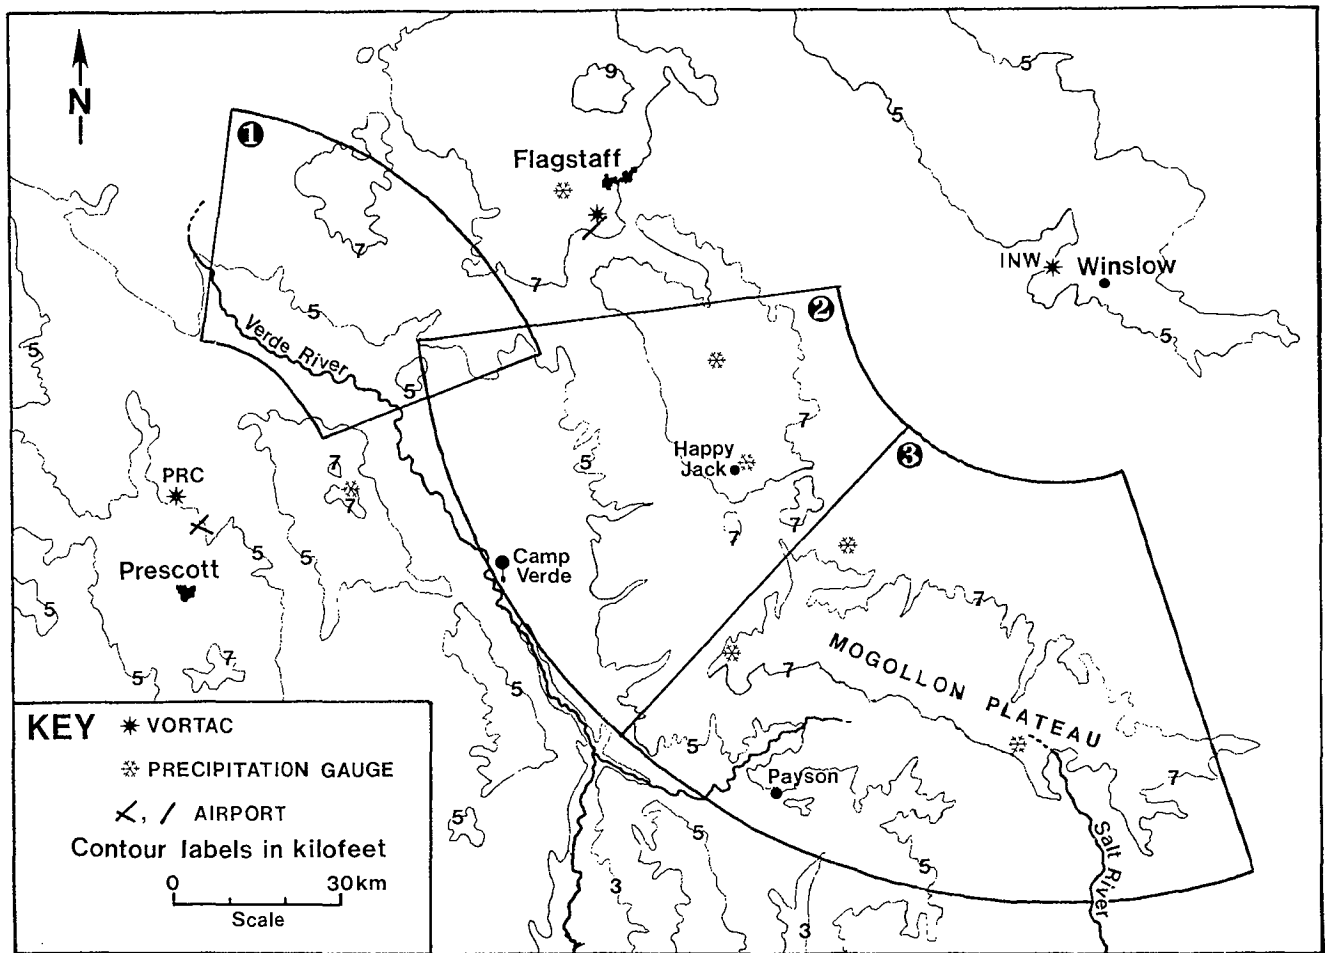 N
1
9
5
5
Flagstaff
7
7
INW
Winslow
5
5
Verde River
2
5
5
7
Happy
Jack
3
5
7
7
PRC
7
7
7
5
5
Camp
Verde
Prescott
5
7
MOGOLLON PLATEAU
7
7
5
5
5
7
Payson
5
5
5
Salt River
3
3
KEY
VORTAC
PRECIPITATION GAUGE
, AIRPORT
Contour labels in kilofeet
0 30km
Scale